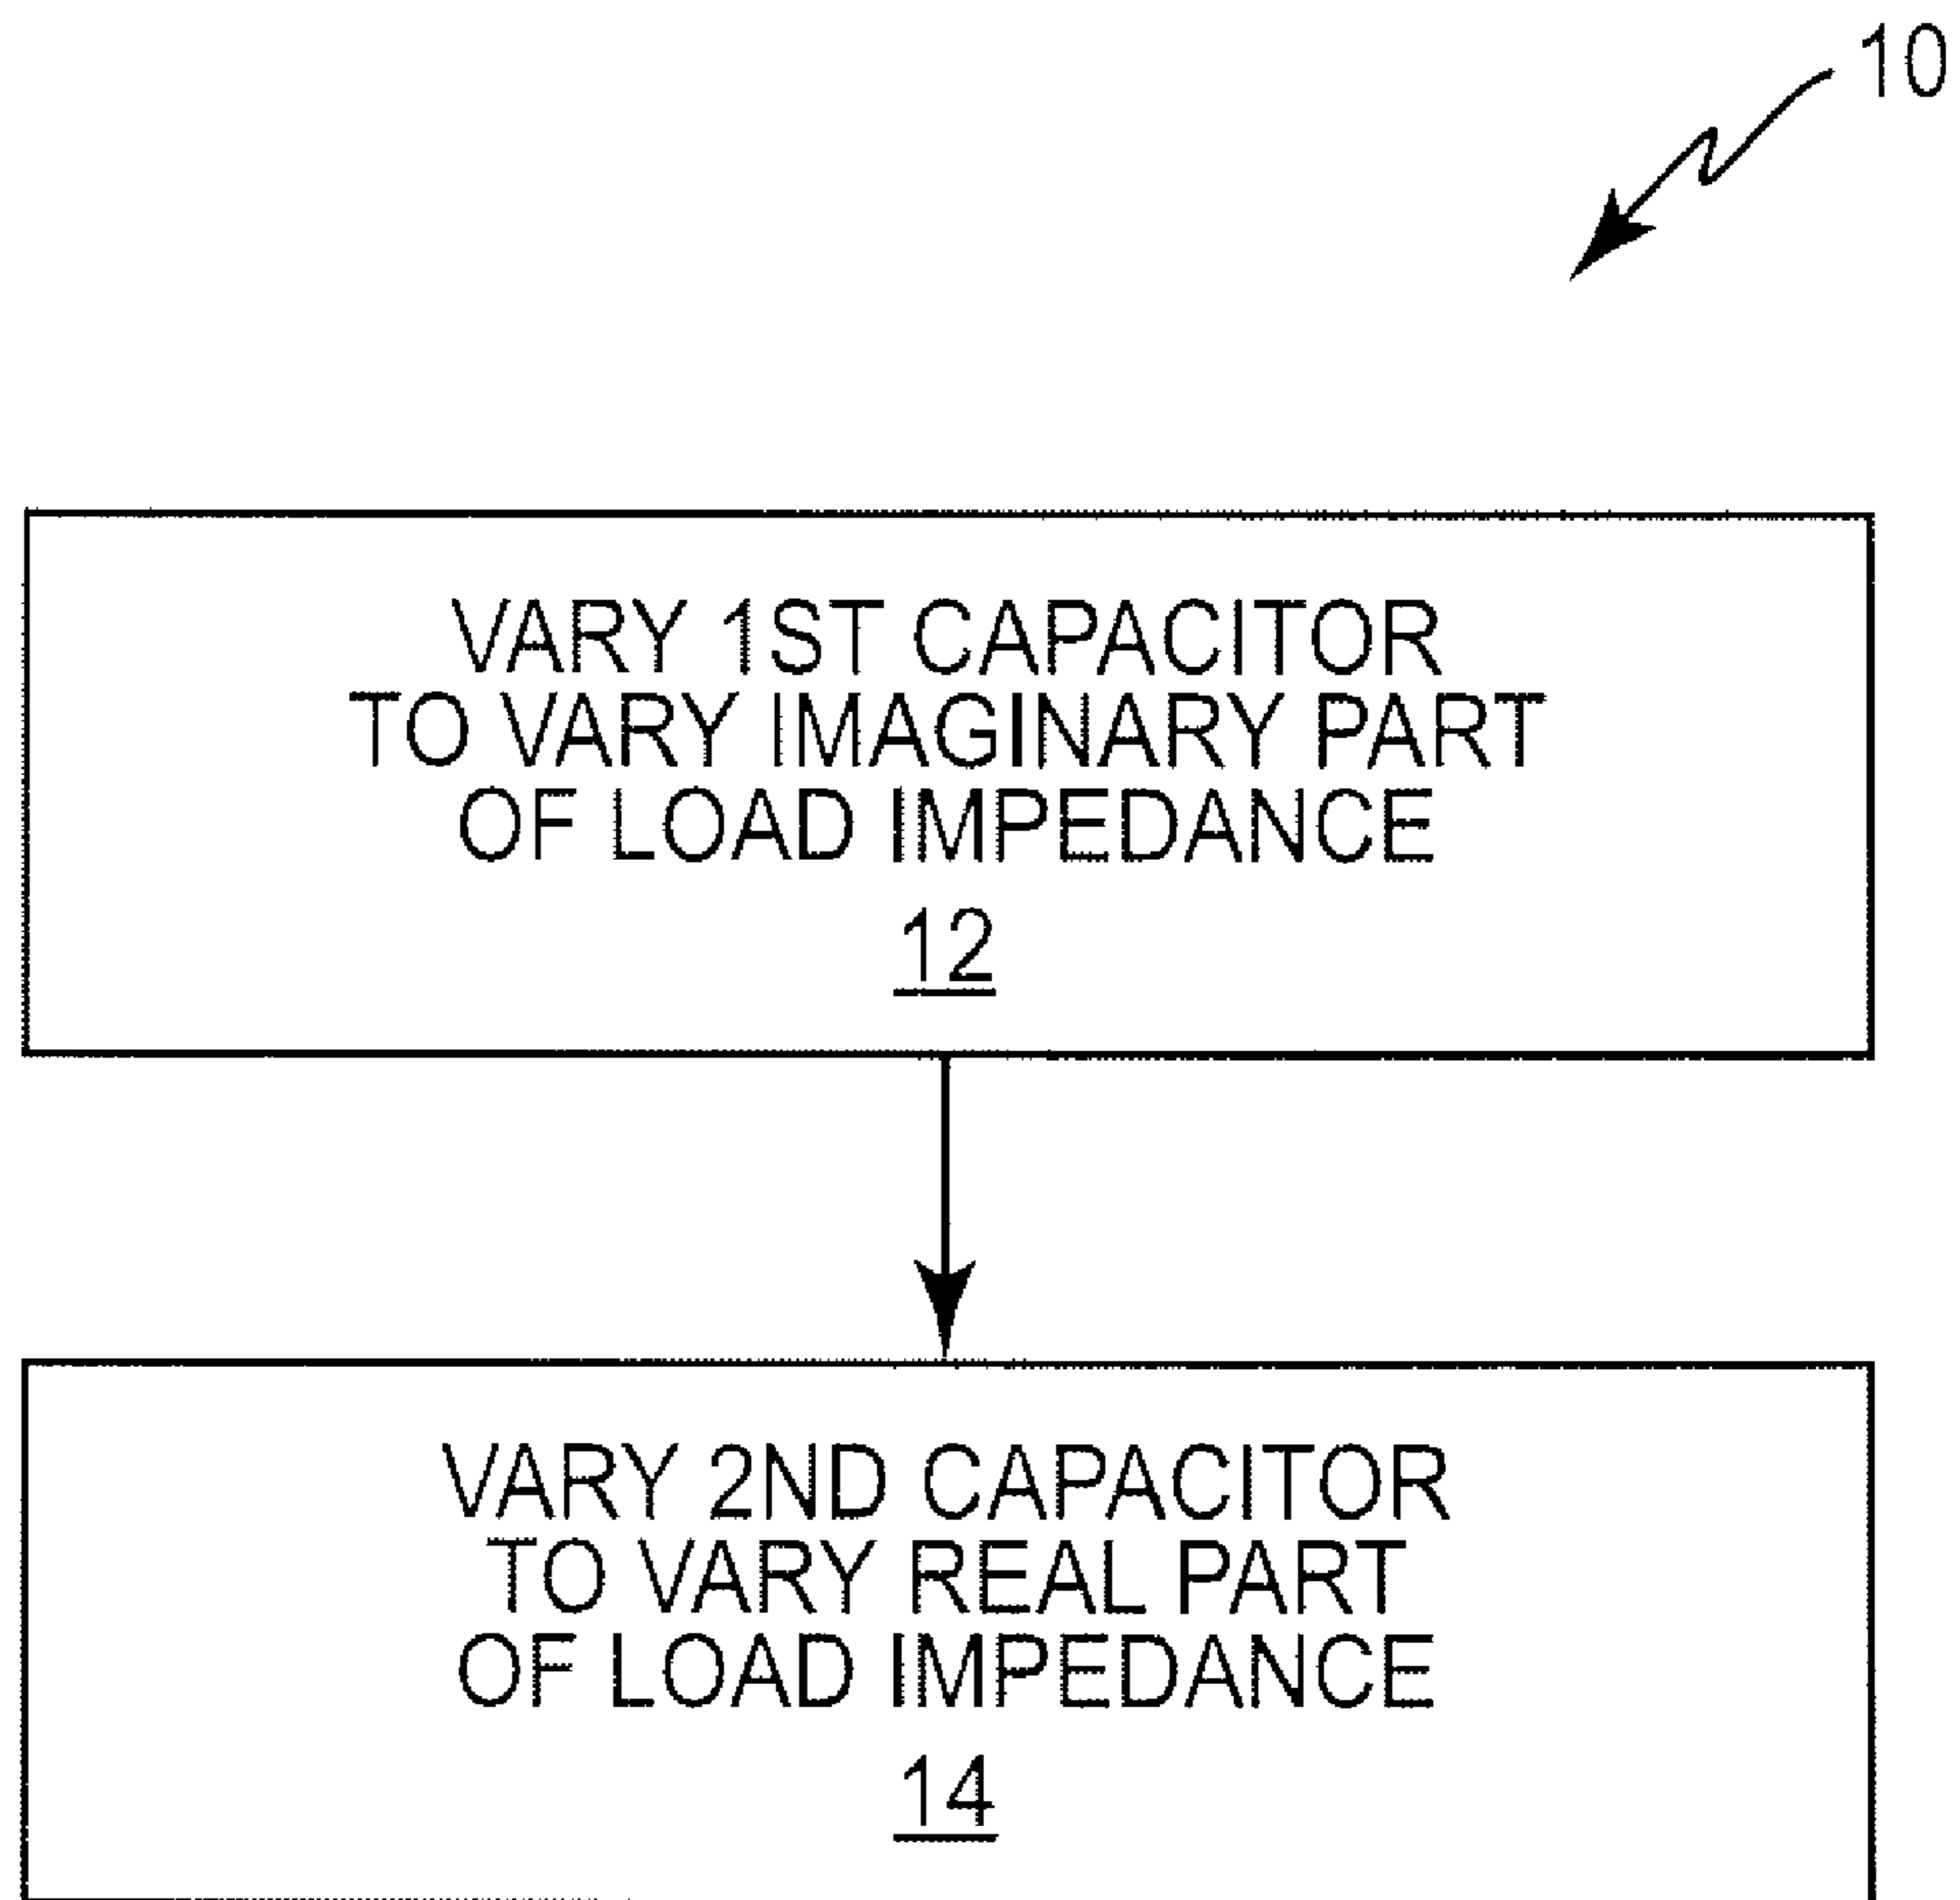 10
VARY 1ST CAPACITOR
TO VARY IMAGINARY PART
OF LOAD IMPEDANCE
12
VARY 2ND CAPACITOR
TO VARY REAL PART
OF LOAD IMPEDANCE
14